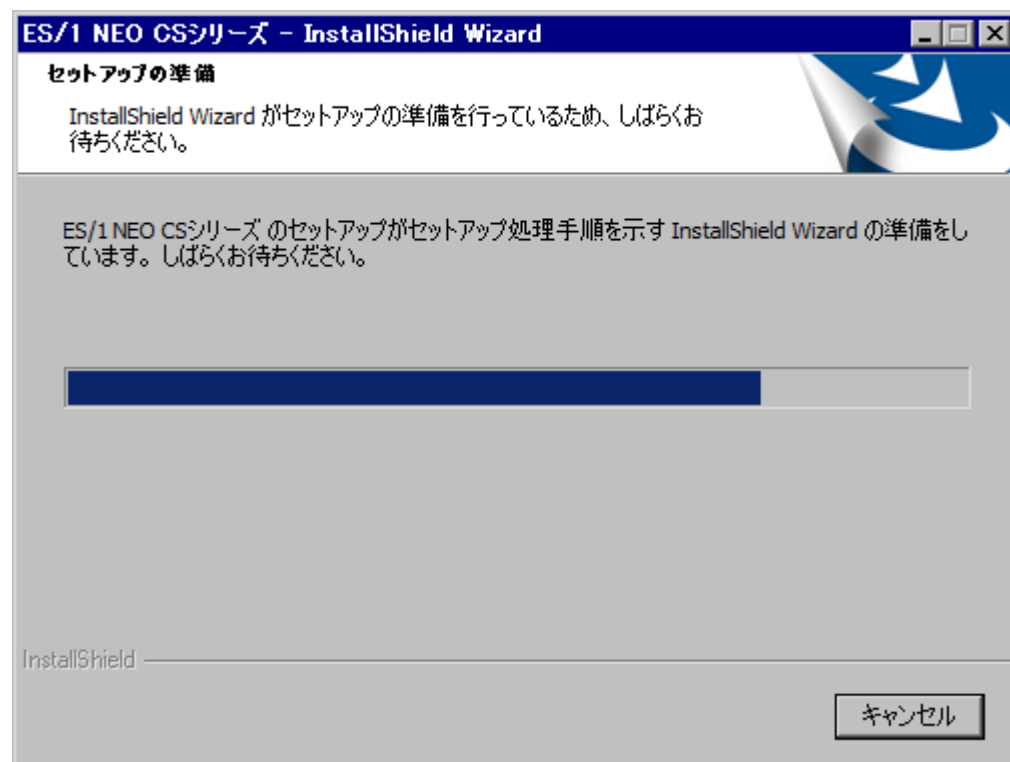 ES/1 NEO CSシリーズ - InstallShield Wizard
セットアップの準備
InstallShield Wizard がセットアップの準備を行っているため、しばらくお
待ちください。
ES/1 NEO CSシリーズ のセットアップがセットアップ処理手順を示す InstallShield Wizard の準備をし
ています。しばらくお待ちください。
InstallShield
キャンセル